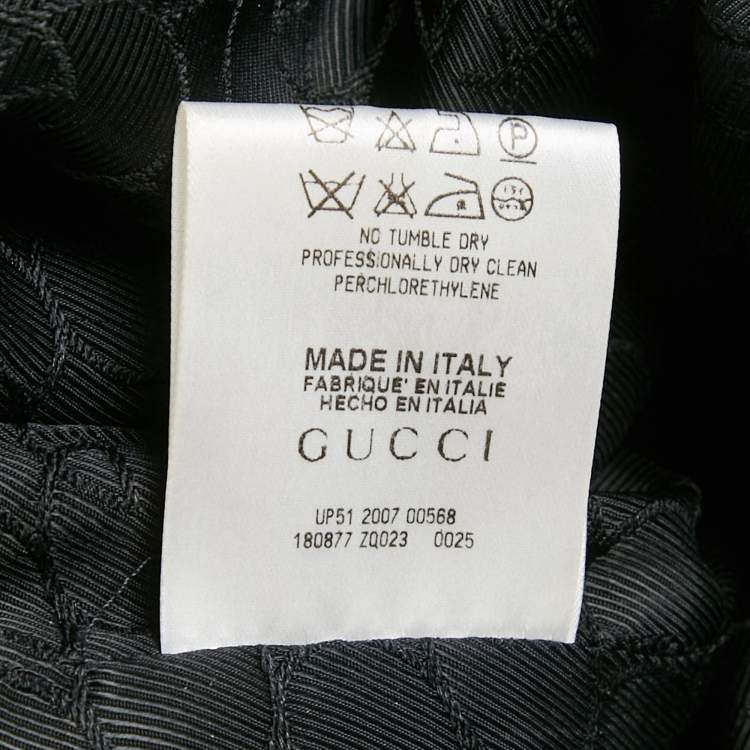 P
NO TUMBLE DRY
PROFESSIONALLY DRY CLEAN
PERCHLORETHYLENE
MADE IN ITALY
FABRIQUE' EN ITALIE
HECHO EN ITALIA
GUCCI
UP51 2007 00568
180877 ZQ023 0025